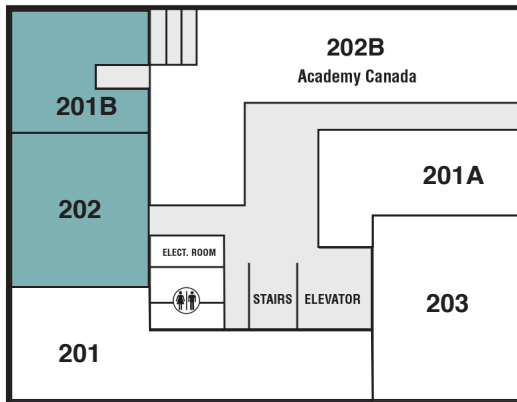 202B
Academy Canada
201B
201A
202
ELECT. ROOM
STAIRS
ELEVATOR
203
201